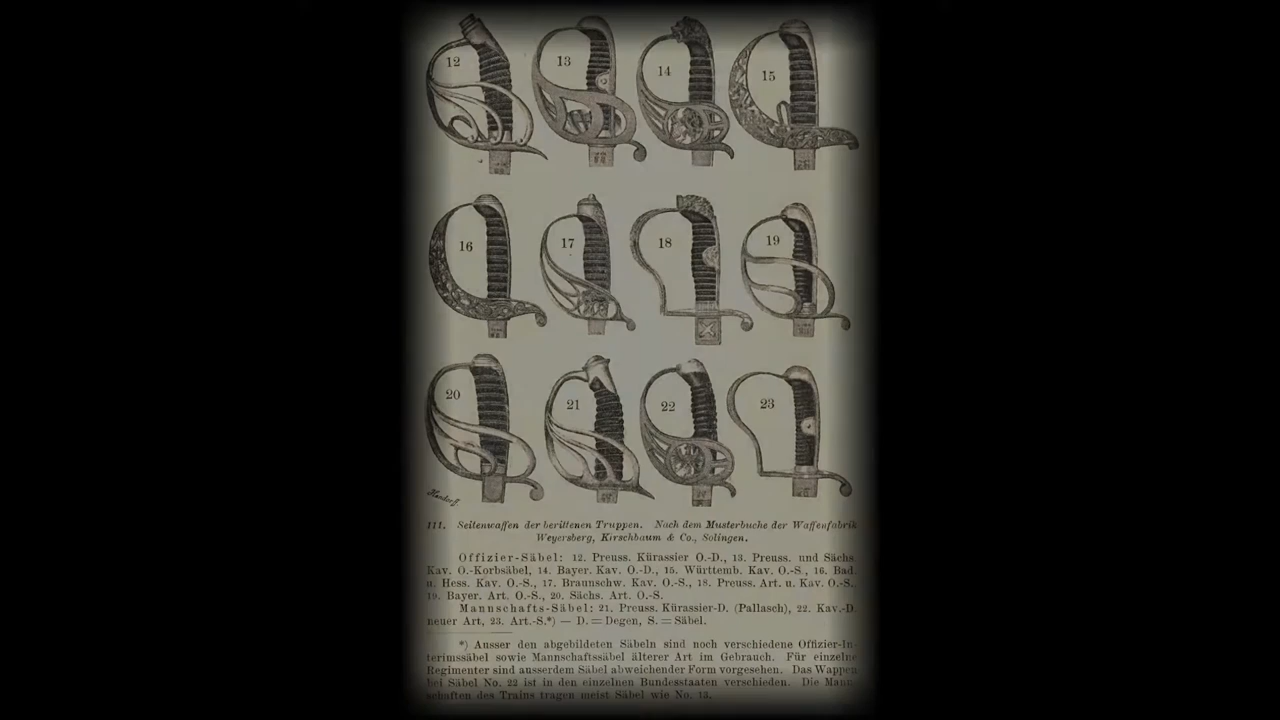 12
13
14
15
16
17
18
19
20
21
22
23
111. Seitenwaffen der berittenen Truppen. Nach dem Musterbuche der Waffenfabrik
Weyersberg, Kirschbaum & Co., Solingen.
Offizier-Säbel: 12. Preuss. Kürassier O.-D., 13. Preuss. und Sächs.
Kav. O.-Korbsäbel, 14. Bayer. Kav. O.-D., 15. Württemb. Kav. O.-S., 16. Bad.
u. Hess. Kav. O.-S., 17. Braunschw. Kav. O.-S., 18. Preuss. Art. u. Kav. O.-S.,
19. Bayer. Art. O.-S., 20. Sächs. Art. O.-S.
Mannschafts-Säbel: 21. Preuss. Kürassier-D. (Pallasch), 22. Kav.-D.
neuer Art, 23. Art.-S.*) — D. = Degen, S. = Säbel.
*) Ausser den abgebildeten Säbeln sind noch verschiedene Offizier-In-
terimssäbel sowie Mannschaftssäbel älterer Art im Gebrauch. Für einzelne
Regimenter sind ausserdem Säbel abweichender Form vorgesehen. Das Wappen
bei Säbel No. 22 ist in den einzelnen Bundesstaaten verschieden. Die Mann-
schaften des Trains tragen meist Säbel wie No. 13.